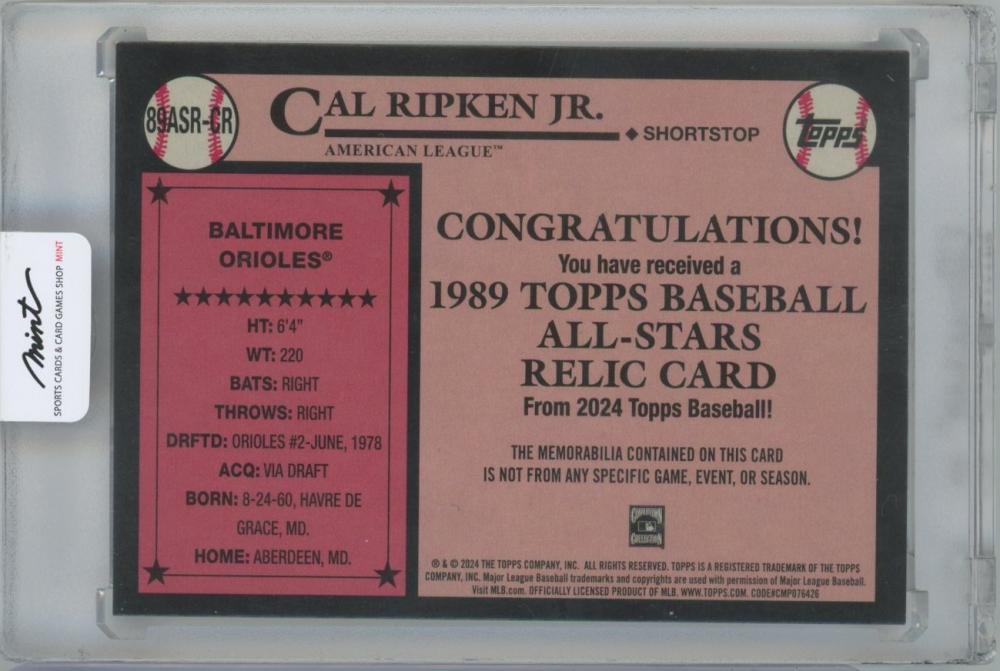 89ASR-CR
CAL RIPKEN JR.
◆ SHORTSTOP
AMERICAN LEAGUE™
Topps
BALTIMORE
ORIOLES®
★★★★★★★★★★
HT: 6'4"
WT: 220
BATS: RIGHT
THROWS: RIGHT
DRFTD: ORIOLES #2-JUNE, 1978
ACQ: VIA DRAFT
BORN: 8-24-60, HAVRE DE
GRACE, MD.
HOME: ABERDEEN, MD.
CONGRATULATIONS!
You have received a
1989 TOPPS BASEBALL
ALL-STARS
RELIC CARD
From 2024 Topps Baseball!
THE MEMORABILIA CONTAINED ON THIS CARD
IS NOT FROM ANY SPECIFIC GAME, EVENT, OR SEASON.
COOPERSTOWN
COLLECTION
® & © 2024 THE TOPPS COMPANY, INC. ALL RIGHTS RESERVED. TOPPS IS A REGISTERED TRADEMARK OF THE TOPPS
COMPANY, INC. Major League Baseball trademarks and copyrights are used with permission of Major League Baseball.
Visit MLB.com. OFFICIALLY LICENSED PRODUCT OF MLB. WWW.TOPPS.COM. CODE#CMP076426
Mint
SPORTS CARDS & CARD GAMES SHOP MINT